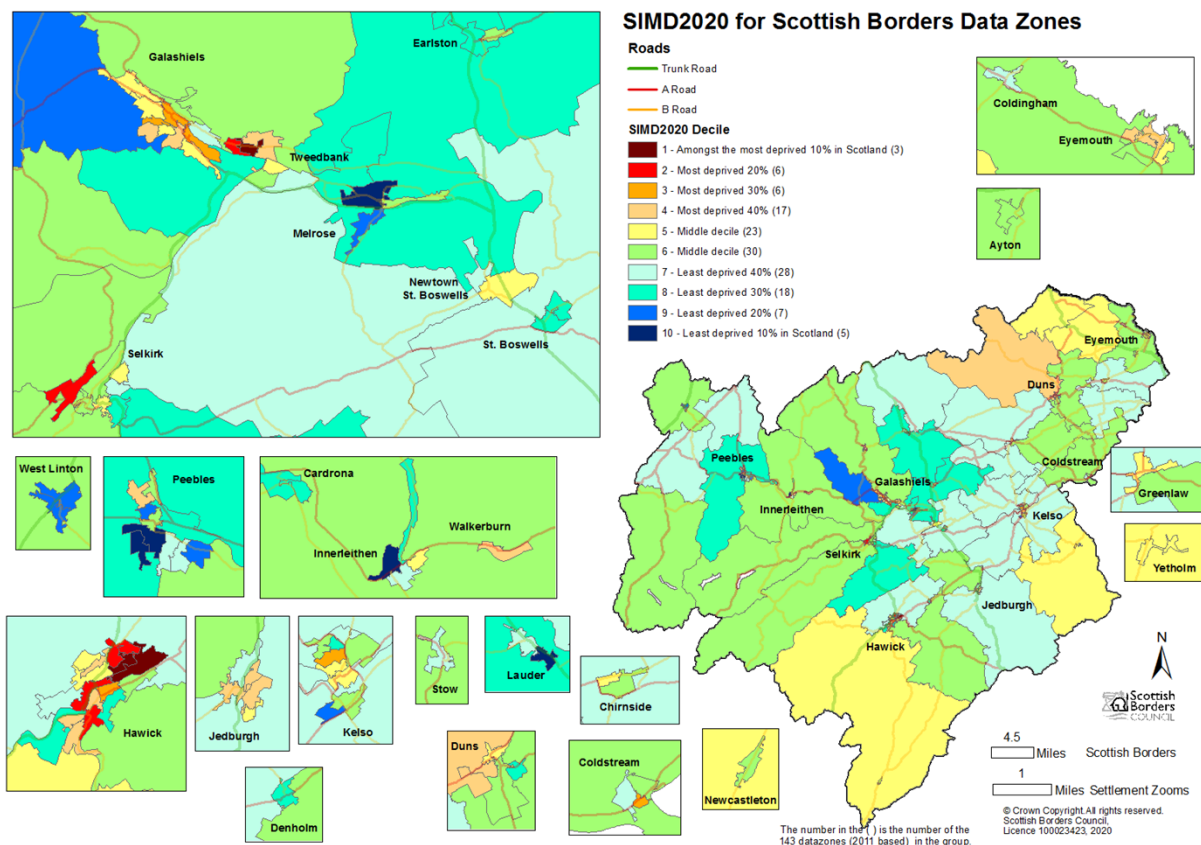 SIMD2020 for Scottish Borders Data Zones
Roads
Trunk Road
A Road
B Road
SIMD2020 Decile
1 - Amongst the most deprived 10% in Scotland (3)
2 - Most deprived 20% (6)
3 - Most deprived 30% (6)
4 - Most deprived 40% (17)
5 - Middle decile (23)
6 - Middle decile (30)
7 - Least deprived 40% (28)
8 - Least deprived 30% (18)
9 - Least deprived 20% (7)
10 - Least deprived 10% in Scotland (5)
Earlston
Galashiels
Tweedbank
Melrose
Newtown
St. Boswells
St. Boswells
Selkirk
Coldingham
Eyemouth
Ayton
Eyemouth
Duns
Coldstream
Peebles
Galashiels
Innerleithen
Kelso
Selkirk
Jedburgh
Hawick
Greenlaw
Yetholm
West Linton
Peebles
Cardrona
Walkerburn
Innerleithen
Hawick
Jedburgh
Kelso
Stow
Lauder
Chirnside
Denholm
Duns
Coldstream
Newcastleton
N
Scottish
Borders
COUNCIL
4.5
Miles Scottish Borders
1
Miles Settlement Zooms
The number in the ( ) is the number of the
143 datazones (2011 based) in the group.
© Crown Copyright.All rights reserved.
Scottish Borders Council,
Licence 100023423, 2020